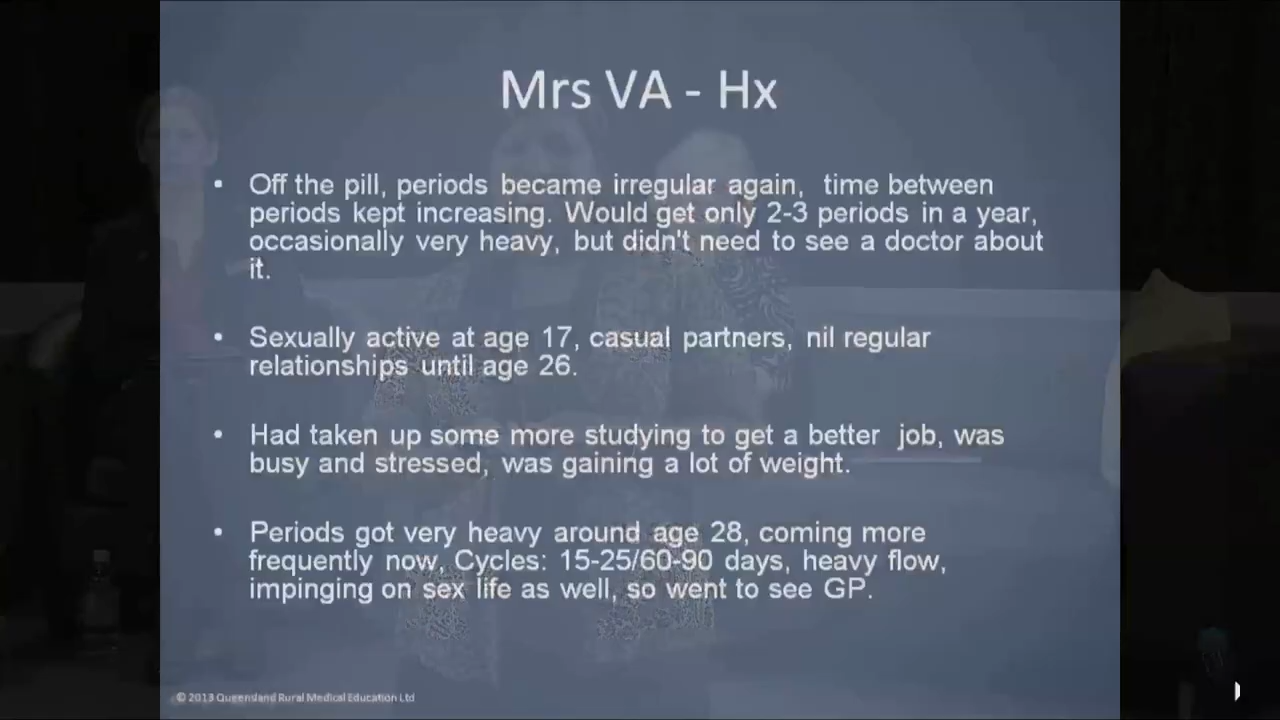 Mrs VA - Hx
• Off the pill, periods became irregular again, time between
periods kept increasing. Would get only 2-3 periods in a year,
occasionally very heavy, but didn't need to see a doctor about
it.
• Sexually active at age 17, casual partners, nil regular
relationships until age 26.
• Had taken up some more studying to get a better job, was
busy and stressed, was gaining a lot of weight.
• Periods got very heavy around age 28, coming more
frequently now, Cycles: 15-25/60-90 days, heavy flow,
impinging on sex life as well, so went to see GP.
© 2013 Queensland Rural Medical Education Ltd